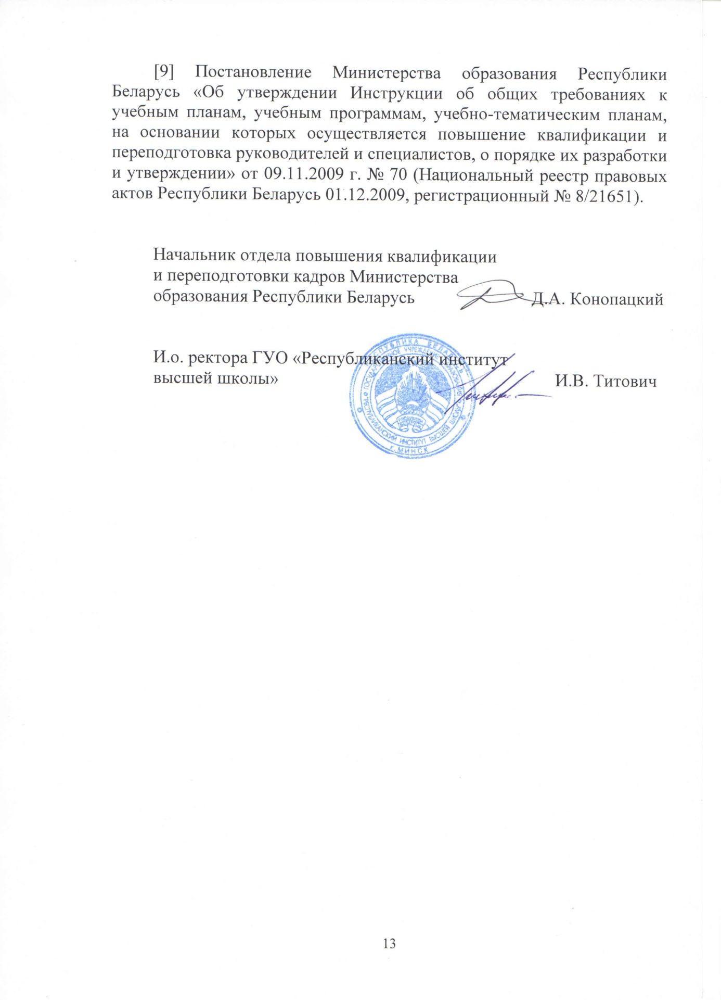 [9] Постановление Министерства образования Республики
Беларусь «Об утверждении Инструкции об общих требованиях к
учебным планам, учебным программам, учебно-тематическим планам,
на основании которых осуществляется повышение квалификации и
переподготовка руководителей и специалистов, о порядке их разработки
и утверждении» от 09.11.2009 г. № 70 (Национальный реестр правовых
актов Республики Беларусь 01.12.2009, регистрационный № 8/21651).
Начальник отдела повышения квалификации
и переподготовки кадров Министерства
образования Республики Беларусь Д.А. Конопацкий
И.о. ректора ГУО «Республиканский институт
высшей школы» И.В. Титович
РЕСПУБЛИКА БЕЛАРУСЬ
ГОСУДАРСТВЕННОЕ УЧРЕЖДЕНИЕ ОБРАЗОВАНИЯ
РЕСПУБЛИКАНСКИЙ ИНСТИТУТ ВЫСШЕЙ ШКОЛЫ
г. МИНСК
13